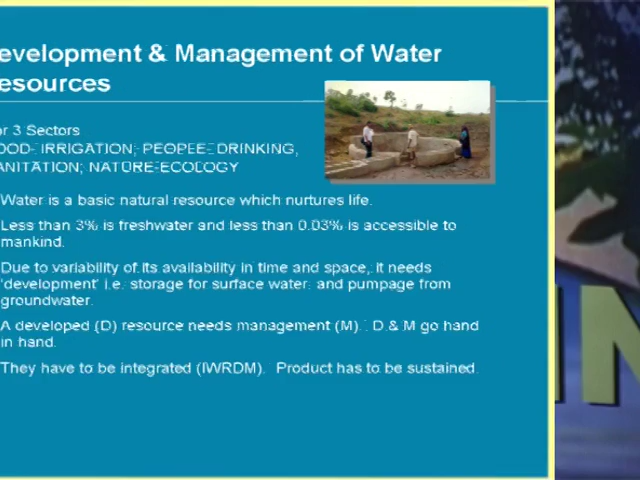 evelopment & Management of Water
esources
or 3 Sectors
OOD- IRRIGATION; PEOPLE- DRINKING,
ANITATION; NATURE-ECOLOGY
Water is a basic natural resource which nurtures life.
Less than 3% is freshwater and less than 0.03% is accessible to
mankind.
Due to variability of its availability in time and space, it needs
'development' i.e. storage for surface water and pumpage from
groundwater.
A developed (D) resource needs management (M). D & M go hand
in hand.
They have to be integrated (IWRDM). Product has to be sustained.
IN